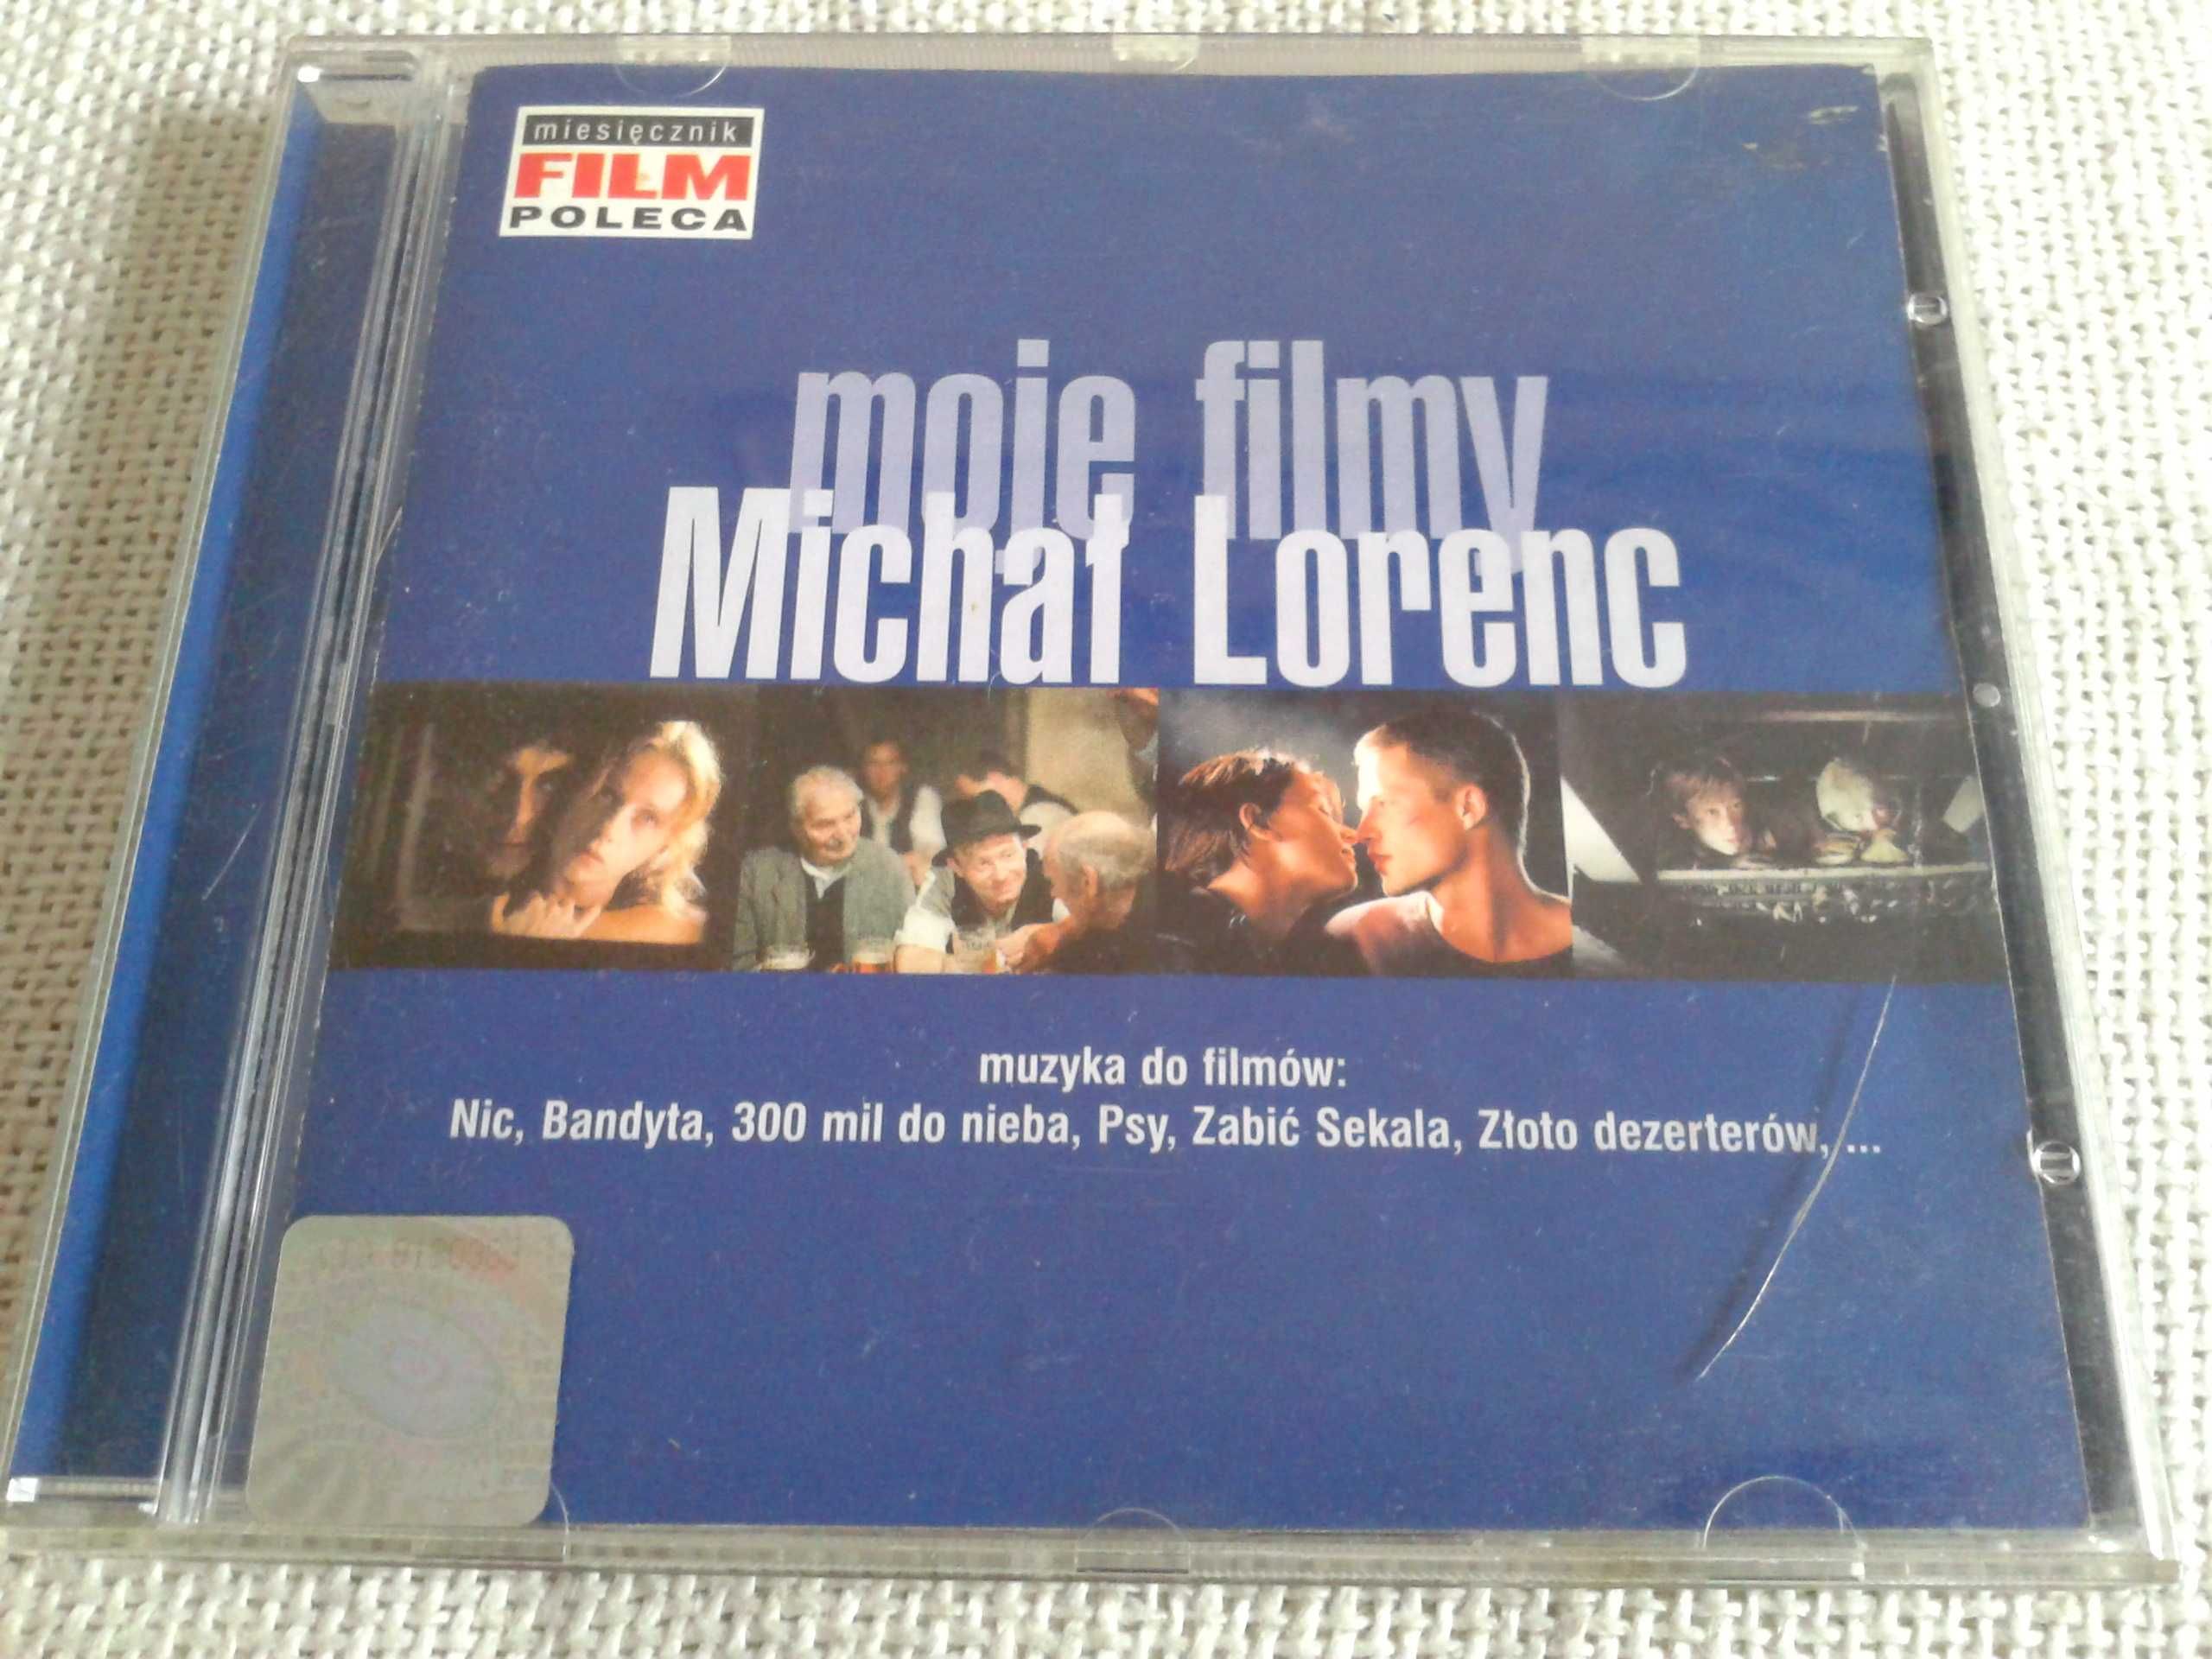 miesięcznik
FILM
POLECA
moje filmy
Michał Lorenc
muzyka do filmów:
Nic, Bandyta, 300 mil do nieba, Psy, Zabić Sekala, Złoto dezerterów, ...